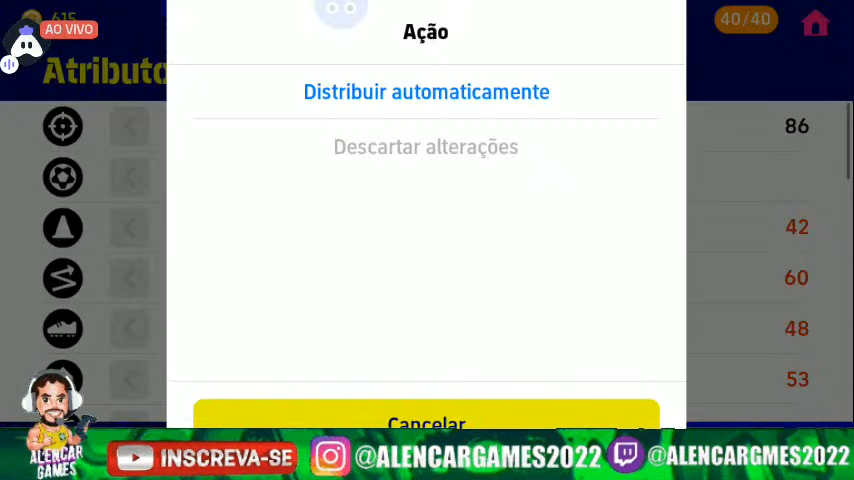 615
AO VIVO
40/40
Ação
Atributo
Distribuir automaticamente
86
Descartar alterações
42
60
48
53
Cancelar
ALENCAR
GAMES
INSCREVA-SE
@ALENCARGAMES2022
@ALENCARGMES2022